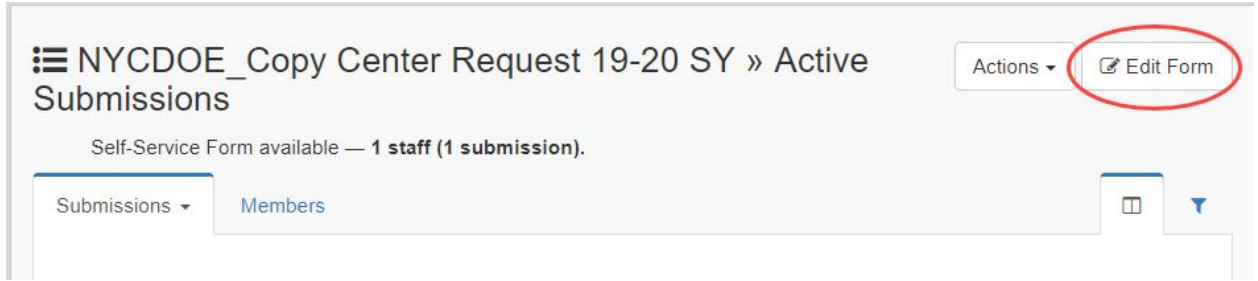 NYCDOE_Copy Center Request 19-20 SY » Active
Submissions
Actions
Edit Form
Self-Service Form available — 1 staff (1 submission).
Submissions
Members